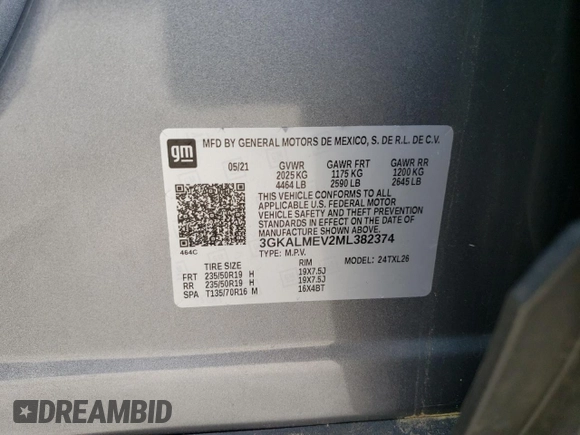 gm
MFD BY GENERAL MOTORS DE MEXICO, S. DE R.L. DE C.V.
05/21 GVWR GAWR FRT GAWR RR
2025 KG 1175 KG 1200 KG
4464 LB 2590 LB 2645 LB
THIS VEHICLE CONFORMS TO ALL
APPLICABLE U.S. FEDERAL MOTOR
VEHICLE SAFETY AND THEFT PREVENTION
STANDARDS IN EFFECT ON THE DATE OF
MANUFACTURE SHOWN ABOVE.
464C 3GKALMEV2ML382374
TYPE: M.P.V.
TIRE SIZE RIM MODEL: 24TXL26
FRT 235/50R19 H 19X7.5J
RR 235/50R19 H 19X7.5J
SPA T135/70R16 M 16X4BT
DREAMBID